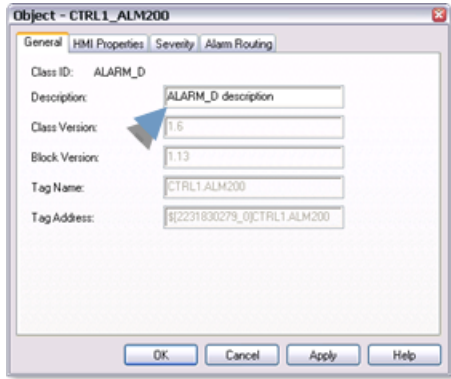 Object - CTRL1_ALM200
General HMI Properties Severity Alarm Routing
Class ID: ALARM_D
Description: ALARM_D description
Class Version: 1.6
Block Version: 1.13
Tag Name: CTRL1.ALM200
Tag Address: $[2231830279_0]CTRL1.ALM200
OK Cancel Apply Help